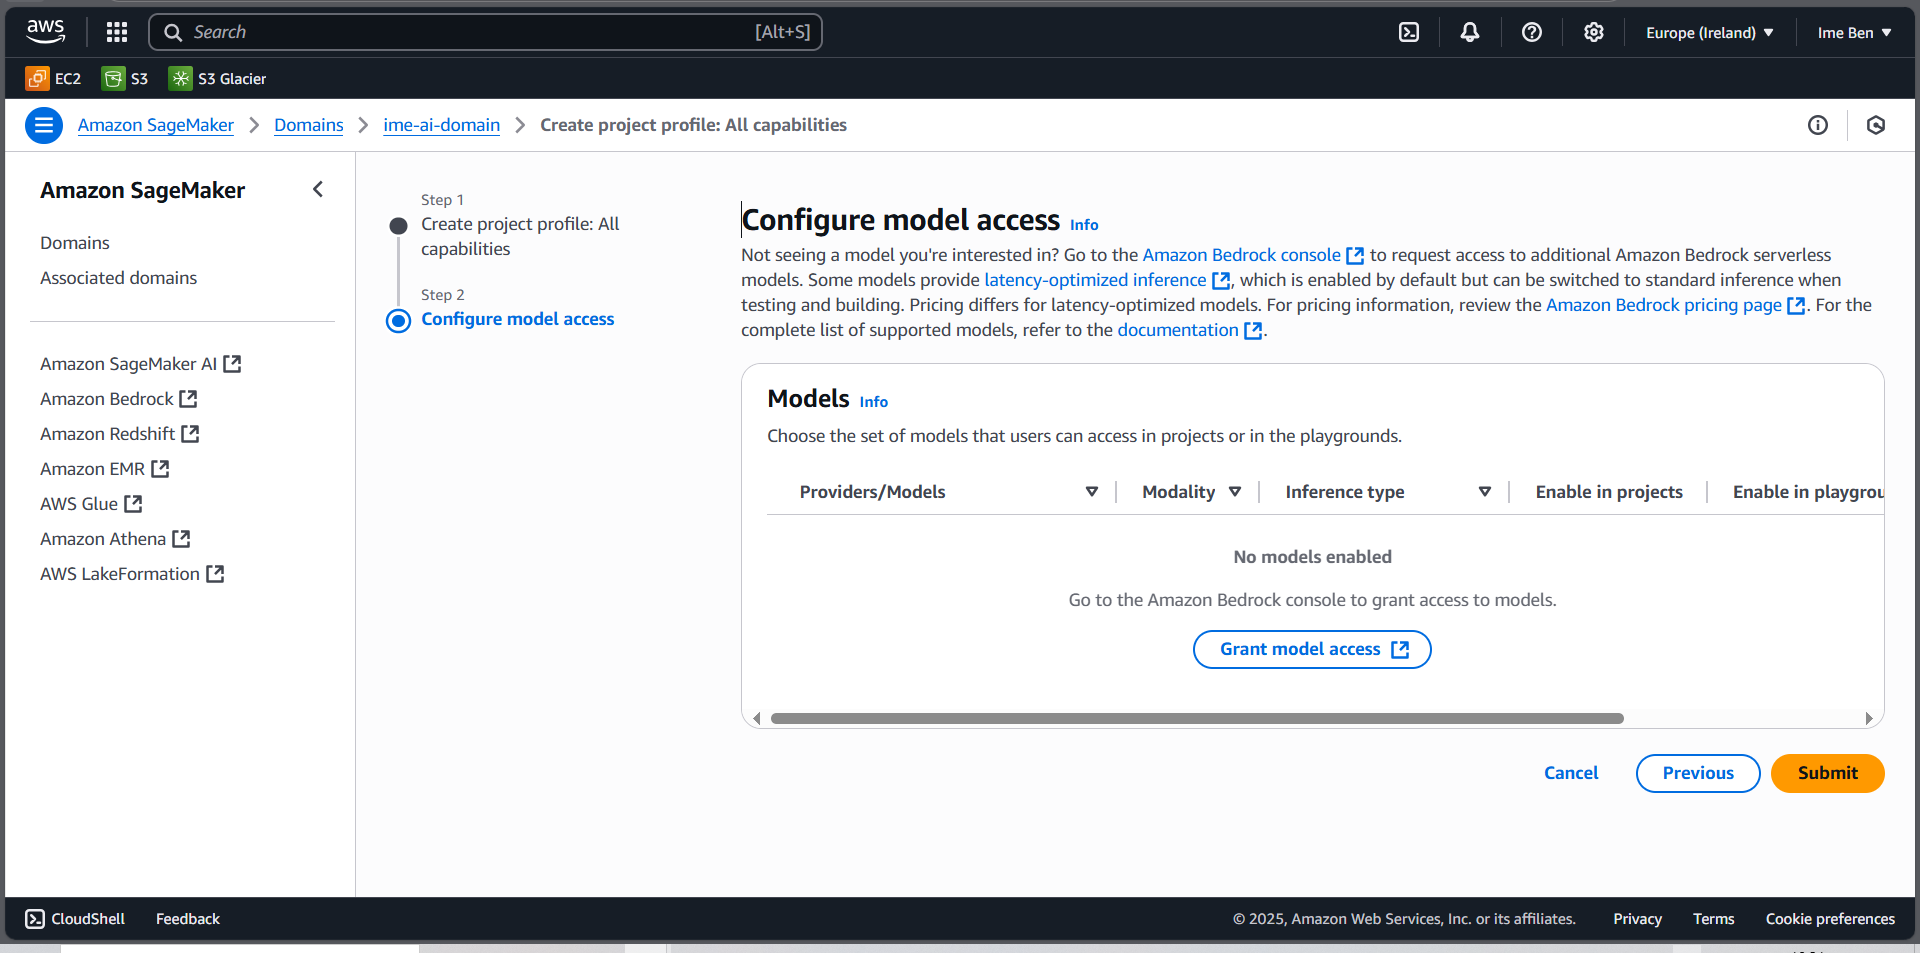 aws
Search
[Alt+S]
Europe (Ireland)
Ime Ben
EC2
S3
S3 Glacier
Amazon SageMaker
Domains
ime-ai-domain
Create project profile: All capabilities
Amazon SageMaker
Domains
Associated domains
Amazon SageMaker AI
Amazon Bedrock
Amazon Redshift
Amazon EMR
AWS Glue
Amazon Athena
AWS LakeFormation
Step 1
Create project profile: All
capabilities
Step 2
Configure model access
Configure model access Info
Not seeing a model you're interested in? Go to the Amazon Bedrock console to request access to additional Amazon Bedrock serverless
models. Some models provide latency-optimized inference , which is enabled by default but can be switched to standard inference when
testing and building. Pricing differs for latency-optimized models. For pricing information, review the Amazon Bedrock pricing page . For the
complete list of supported models, refer to the documentation .
Models Info
Choose the set of models that users can access in projects or in the playgrounds.
Providers/Models
Modality
Inference type
Enable in projects
Enable in playgrou
No models enabled
Go to the Amazon Bedrock console to grant access to models.
Grant model access
Cancel
Previous
Submit
CloudShell
Feedback
© 2025, Amazon Web Services, Inc. or its affiliates.
Privacy
Terms
Cookie preferences